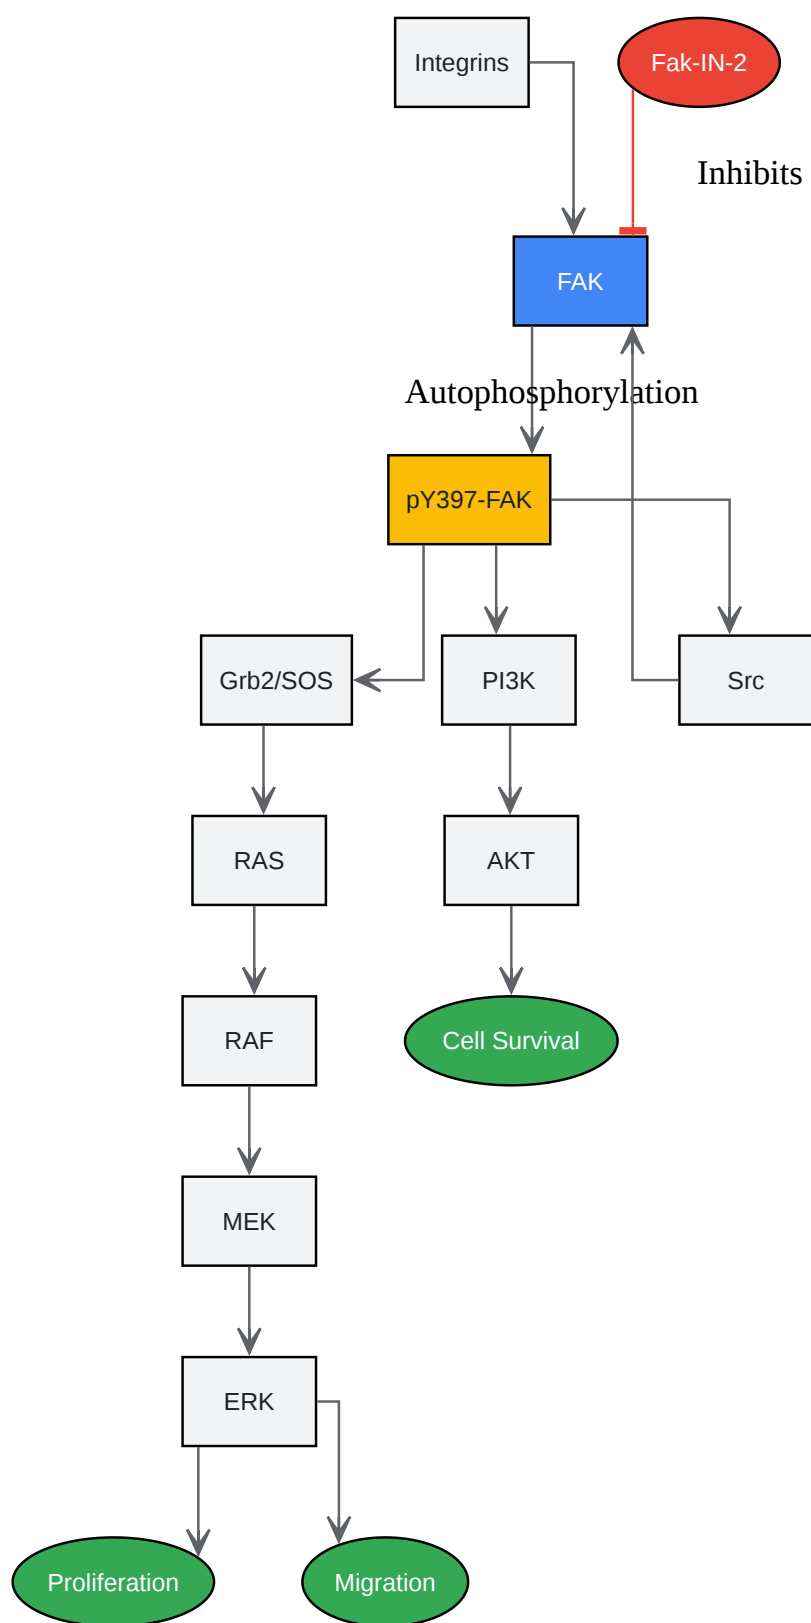 Integrins
Fak-IN-2
Inhibits
FAK
Autophosphorylation
pY397-FAK
Grb2/SOS
PI3K
Src
RAS
AKT
RAF
Cell Survival
MEK
ERK
Proliferation
Migration